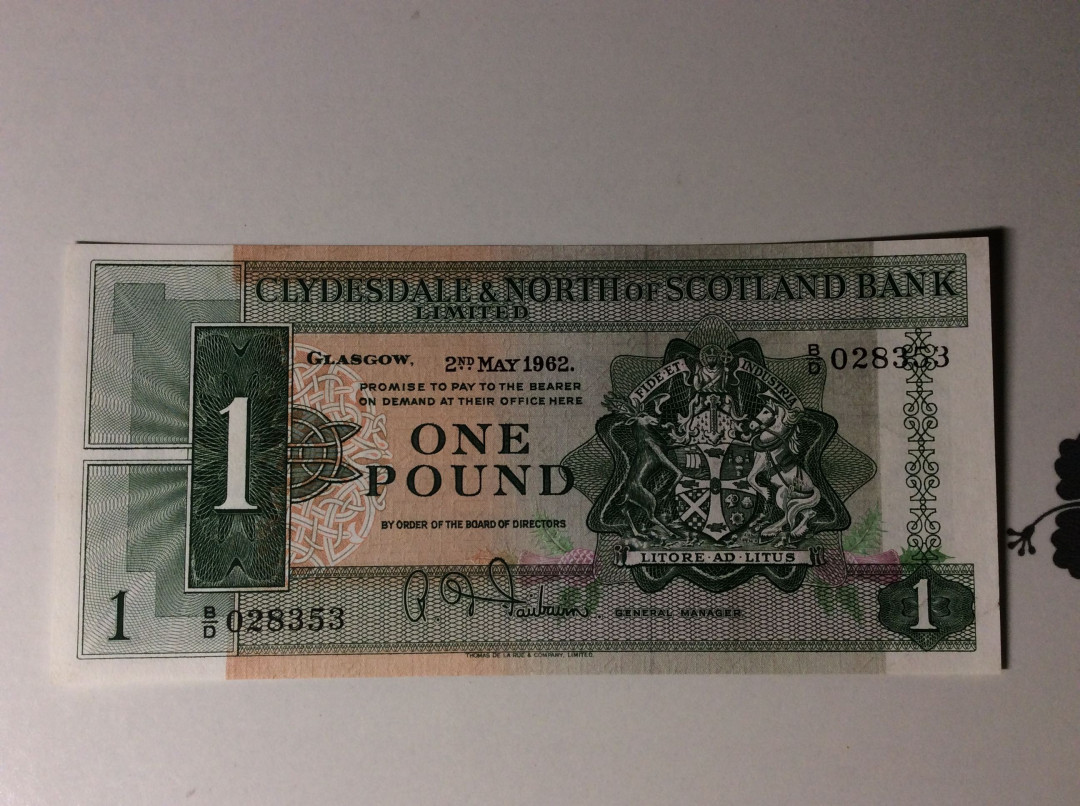 CLYDESDALE & NORTH OF SCOTLAND BANK
LIMITED
GLASGOW, 2ND MAY 1962.
B/D 028353
PROMISE TO PAY TO THE BEARER
ON DEMAND AT THEIR OFFICE HERE
ONE
POUND
1
BY ORDER OF THE BOARD OF DIRECTORS
FIDE ET INDUSTRIA
LITORE·AD·LITUS
1
B/D 028353
R. D. Fairbairn.
GENERAL MANAGER
1
THOMAS DE LA RUE & COMPANY, LIMITED.